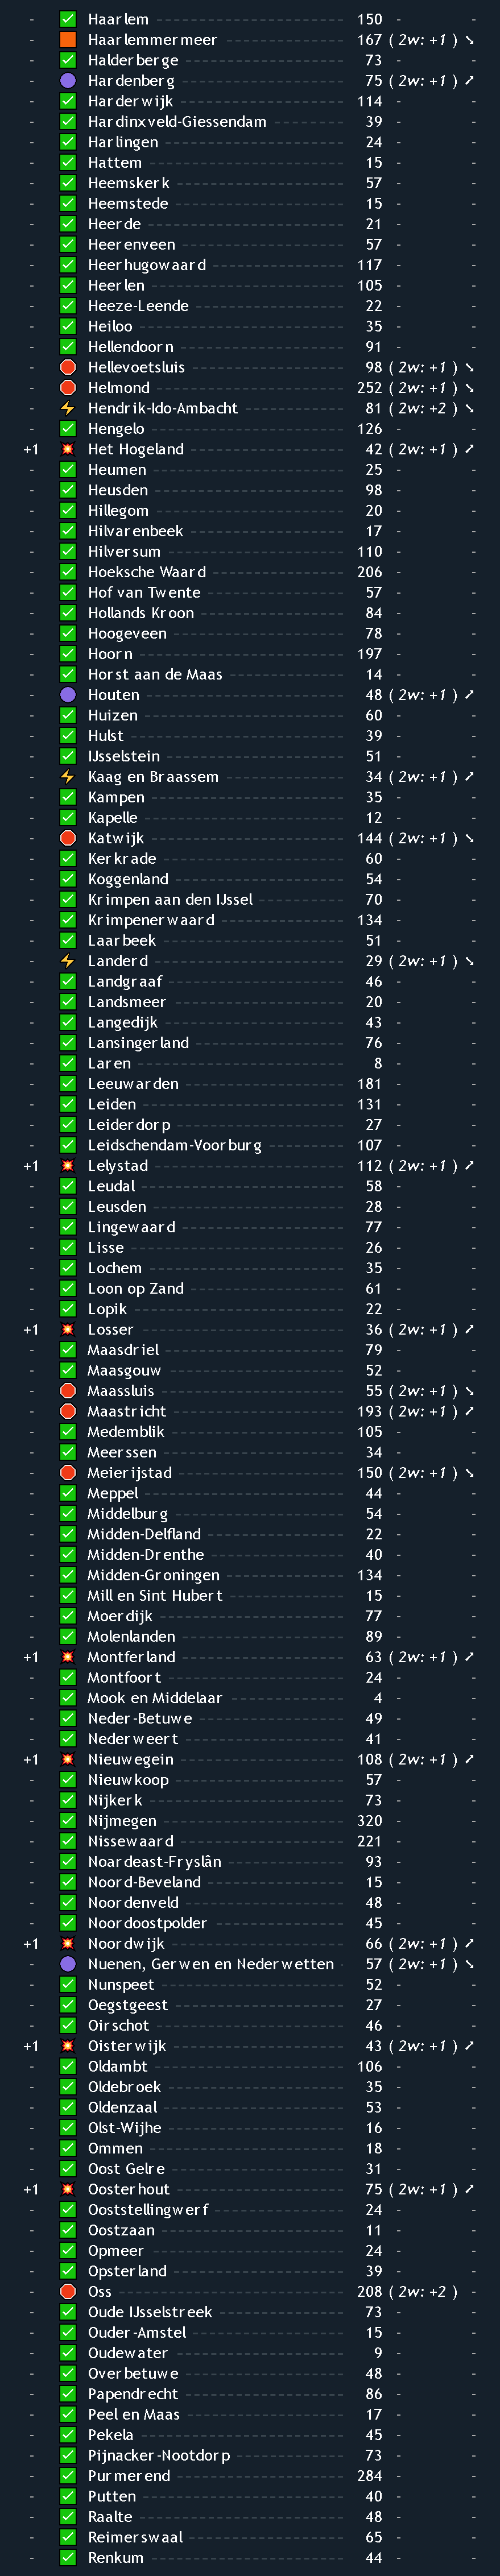 - ✅ Haarlem 150 - -
- 🟧 Haarlemmermeer 167 ( 2w: +1 ) ➘
- ✅ Halderberge 73 - -
- 🟣 Hardenberg 75 ( 2w: +1 ) ➚
- ✅ Harderwijk 114 - -
- ✅ Hardinxveld-Giessendam 39 - -
- ✅ Harlingen 24 - -
- ✅ Hattem 15 - -
- ✅ Heemskerk 57 - -
- ✅ Heemstede 15 - -
- ✅ Heerde 21 - -
- ✅ Heerenveen 57 - -
- ✅ Heerhugowaard 117 - -
- ✅ Heerlen 105 - -
- ✅ Heeze-Leende 22 - -
- ✅ Heiloo 35 - -
- ✅ Hellendoorn 91 - -
- 🛑 Hellevoetsluis 98 ( 2w: +1 ) ➘
- 🛑 Helmond 252 ( 2w: +1 ) ➘
- ⚡ Hendrik-Ido-Ambacht 81 ( 2w: +2 ) ➘
- ✅ Hengelo 126 - -
+1 💥 Het Hogeland 42 ( 2w: +1 ) ➚
- ✅ Heumen 25 - -
- ✅ Heusden 98 - -
- ✅ Hillegom 20 - -
- ✅ Hilvarenbeek 17 - -
- ✅ Hilversum 110 - -
- ✅ Hoeksche Waard 206 - -
- ✅ Hof van Twente 57 - -
- ✅ Hollands Kroon 84 - -
- ✅ Hoogeveen 78 - -
- ✅ Hoorn 197 - -
- ✅ Horst aan de Maas 14 - -
- 🟣 Houten 48 ( 2w: +1 ) ➚
- ✅ Huizen 60 - -
- ✅ Hulst 39 - -
- ✅ IJsselstein 51 - -
- ⚡ Kaag en Braassem 34 ( 2w: +1 ) ➚
- ✅ Kampen 35 - -
- ✅ Kapelle 12 - -
- 🛑 Katwijk 144 ( 2w: +1 ) ➘
- ✅ Kerkrade 60 - -
- ✅ Koggenland 54 - -
- ✅ Krimpen aan den IJssel 70 - -
- ✅ Krimpenerwaard 134 - -
- ✅ Laarbeek 51 - -
- ⚡ Landerd 29 ( 2w: +1 ) ➘
- ✅ Landgraaf 46 - -
- ✅ Landsmeer 20 - -
- ✅ Langedijk 43 - -
- ✅ Lansingerland 76 - -
- ✅ Laren 8 - -
- ✅ Leeuwarden 181 - -
- ✅ Leiden 131 - -
- ✅ Leiderdorp 27 - -
- ✅ Leidschendam-Voorburg 107 - -
+1 💥 Lelystad 112 ( 2w: +1 ) ➚
- ✅ Leudal 58 - -
- ✅ Leusden 28 - -
- ✅ Lingewaard 77 - -
- ✅ Lisse 26 - -
- ✅ Lochem 35 - -
- ✅ Loon op Zand 61 - -
- ✅ Lopik 22 - -
+1 💥 Losser 36 ( 2w: +1 ) ➚
- ✅ Maasdriel 79 - -
- ✅ Maasgouw 52 - -
- 🛑 Maassluis 55 ( 2w: +1 ) ➘
- 🛑 Maastricht 193 ( 2w: +1 ) ➚
- ✅ Medemblik 105 - -
- ✅ Meerssen 34 - -
- 🛑 Meierijstad 150 ( 2w: +1 ) ➘
- ✅ Meppel 44 - -
- ✅ Middelburg 54 - -
- ✅ Midden-Delfland 22 - -
- ✅ Midden-Drenthe 40 - -
- ✅ Midden-Groningen 134 - -
- ✅ Mill en Sint Hubert 15 - -
- ✅ Moerdijk 77 - -
- ✅ Molenlanden 89 - -
+1 💥 Montferland 63 ( 2w: +1 ) ➚
- ✅ Montfoort 24 - -
- ✅ Mook en Middelaar 4 - -
- ✅ Neder-Betuwe 49 - -
- ✅ Nederweert 41 - -
+1 💥 Nieuwegein 108 ( 2w: +1 ) ➚
- ✅ Nieuwkoop 57 - -
- ✅ Nijkerk 73 - -
- ✅ Nijmegen 320 - -
- ✅ Nissewaard 221 - -
- ✅ Noardeast-Fryslân 93 - -
- ✅ Noord-Beveland 15 - -
- ✅ Noordenveld 48 - -
- ✅ Noordoostpolder 45 - -
+1 💥 Noordwijk 66 ( 2w: +1 ) ➚
- 🟣 Nuenen, Gerwen en Nederwetten 57 ( 2w: +1 ) ➘
- ✅ Nunspeet 52 - -
- ✅ Oegstgeest 27 - -
- ✅ Oirschot 46 - -
+1 💥 Oisterwijk 43 ( 2w: +1 ) ➚
- ✅ Oldambt 106 - -
- ✅ Oldebroek 35 - -
- ✅ Oldenzaal 53 - -
- ✅ Olst-Wijhe 16 - -
- ✅ Ommen 18 - -
- ✅ Oost Gelre 31 - -
+1 💥 Oosterhout 75 ( 2w: +1 ) ➚
- ✅ Ooststellingwerf 24 - -
- ✅ Oostzaan 11 - -
- ✅ Opmeer 24 - -
- ✅ Opsterland 39 - -
- 🛑 Oss 208 ( 2w: +2 ) -
- ✅ Oude IJsselstreek 73 - -
- ✅ Ouder-Amstel 15 - -
- ✅ Oudewater 9 - -
- ✅ Overbetuwe 48 - -
- ✅ Papendrecht 86 - -
- ✅ Peel en Maas 17 - -
- ✅ Pekela 45 - -
- ✅ Pijnacker-Nootdorp 73 - -
- ✅ Purmerend 284 - -
- ✅ Putten 40 - -
- ✅ Raalte 48 - -
- ✅ Reimerswaal 65 - -
- ✅ Renkum 44 - -